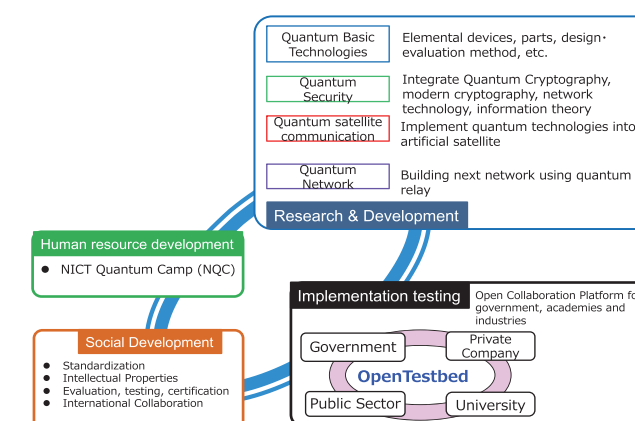 Quantum Basic
Technologies
Elemental devices, parts, design・
evaluation method, etc.
Quantum
Security
Integrate Quantum Cryptography,
modern cryptography, network
technology, information theory
Quantum satellite
communication
Implement quantum technologies into
artificial satellite
Quantum
Network
Building next network using quantum
relay
Research & Development
Human resource development
● NICT Quantum Camp (NQC)
Social Development
● Standardization
● Intellectual Properties
● Evaluation, testing, certification
● International Collaboration
Implementation testing
Open Collaboration Platform
government, academies and
industries
Government
Private
Company
OpenTestbed
Public Sector
University